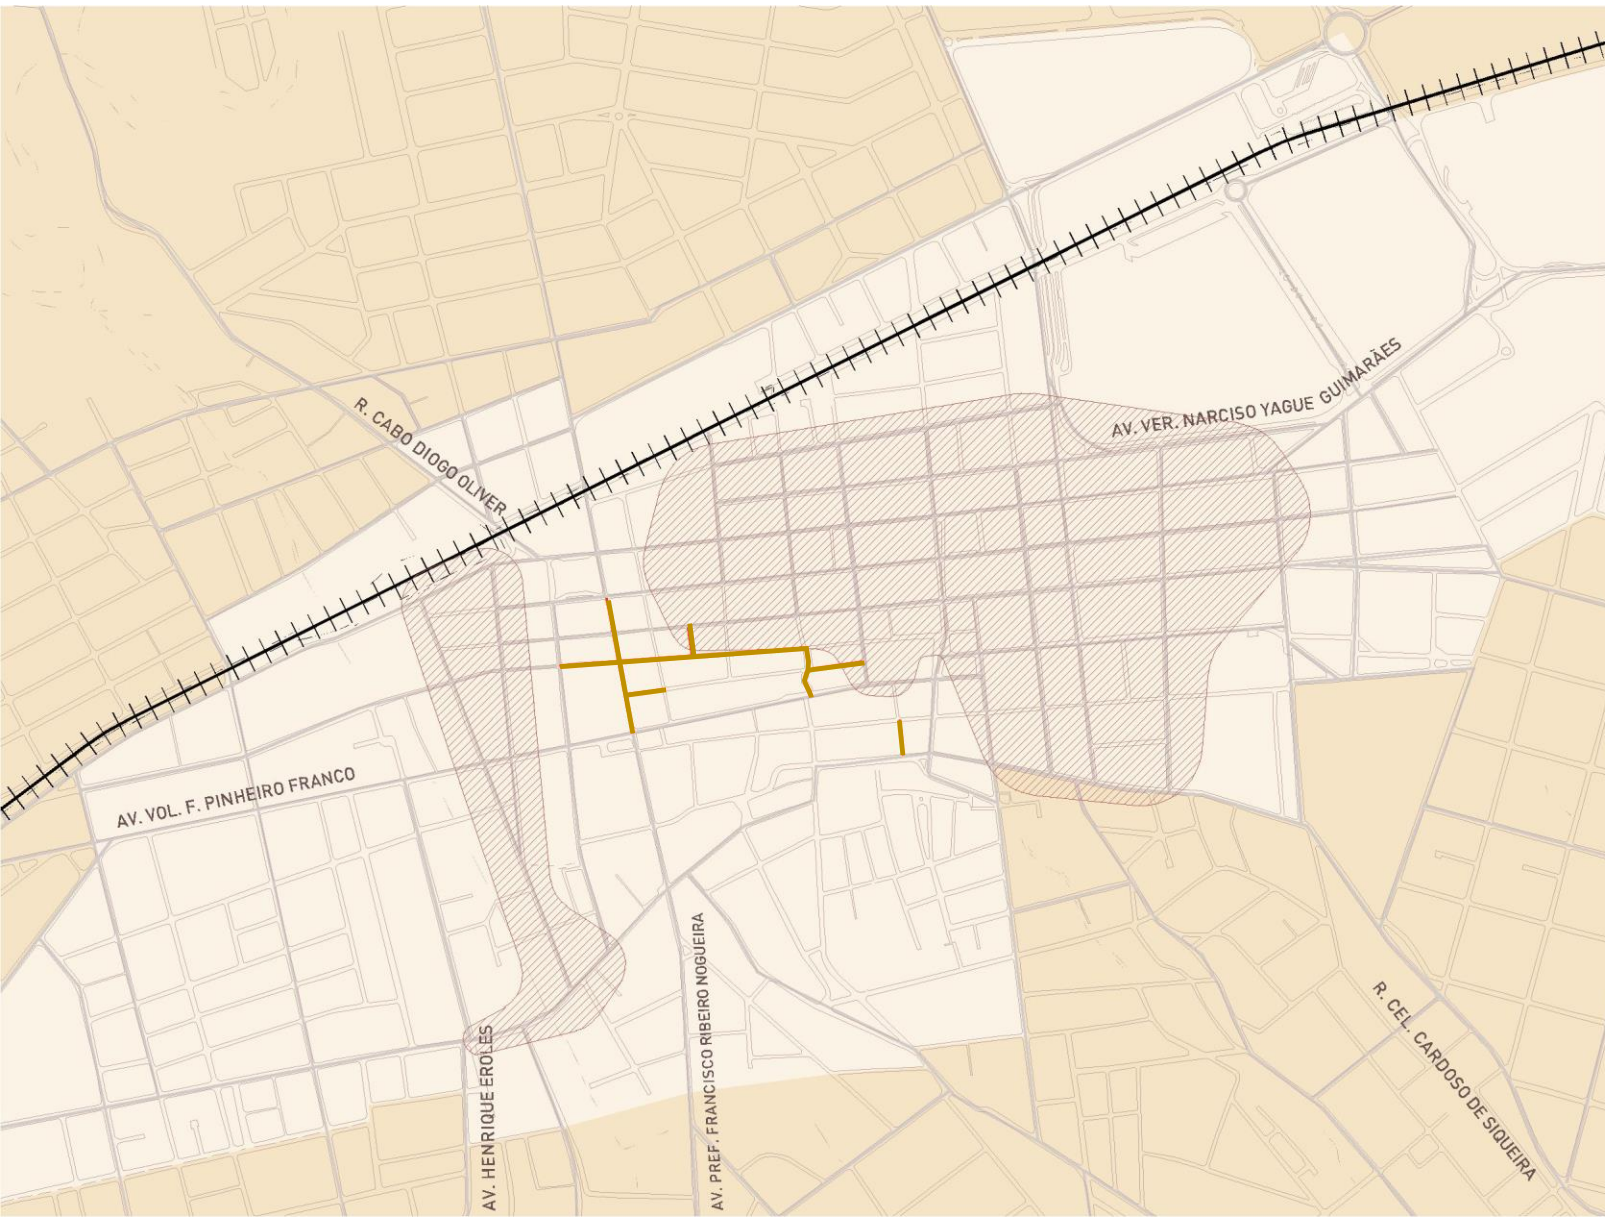 AV. VER. NARCISO YAGUE GUIMARÃES
R. CABO DIOGO OLIVER
AV. VOL. F. PINHEIRO FRANCO
AV. HENRIQUE EROLES
AV. PREF. FRANCISCO RIBEIRO NOGUEIRA
R. CEL. CARDOSO DE SIQUEIRA